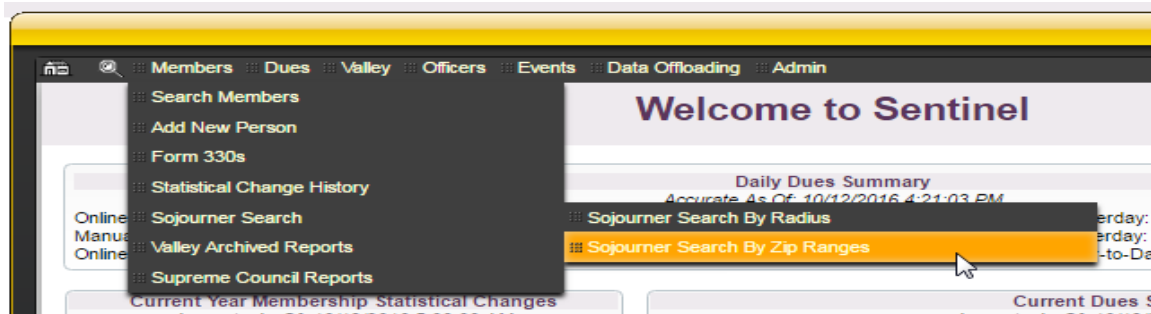 Members Dues Valley Officers Events Data Offloading Admin
Search Members
Add New Person
Form 330s
Statistical Change History
Sojourner Search
Valley Archived Reports
Supreme Council Reports
Sojourner Search By Radius
Sojourner Search By Zip Ranges
Welcome to Sentinel
Daily Dues Summary
Accurate As Of: 10/12/2016 4:21:03 PM
Online
Manua
Online
erday:
erday:
-to-Da
Current Year Membership Statistical Changes
Current Dues S